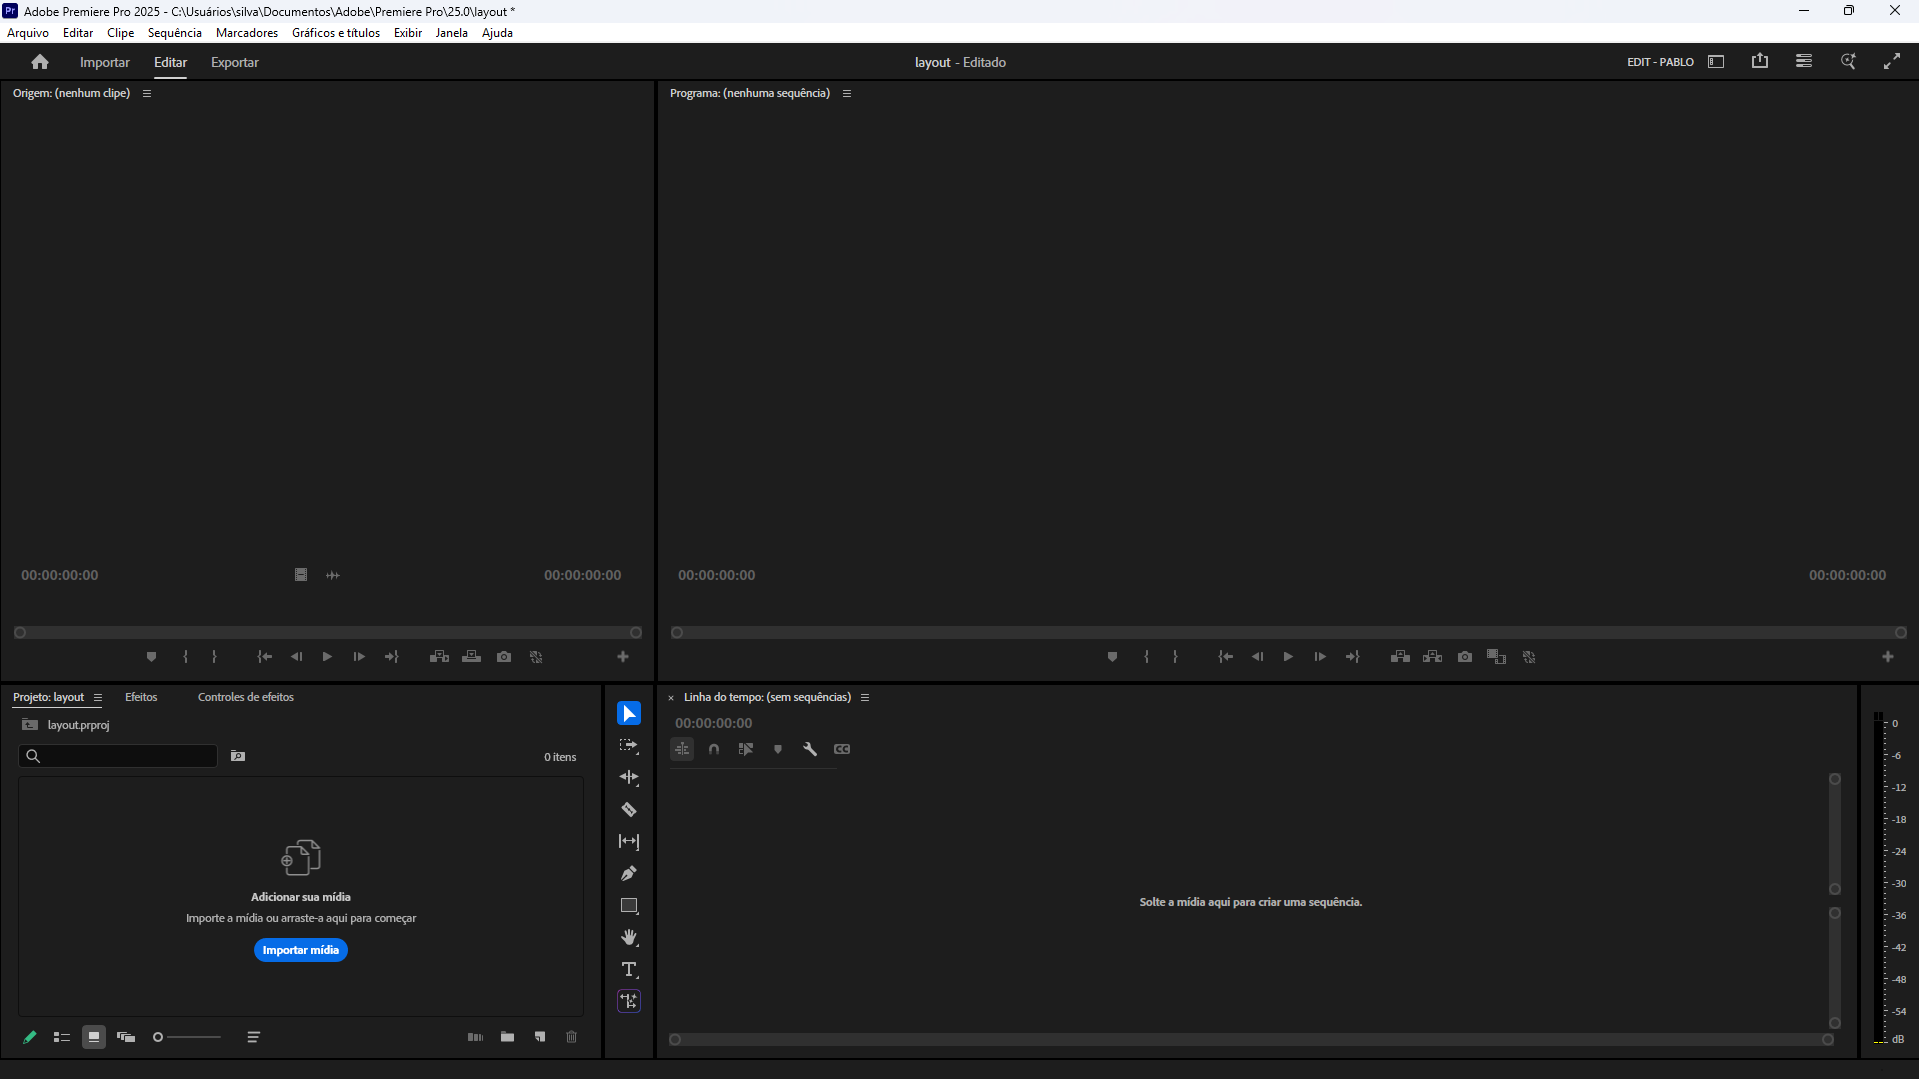 Pr Adobe Premiere Pro 2025 - C:\Usuários\silva\Documentos\Adobe\Premiere Pro\25.0\layout *
Arquivo Editar Clipe Sequência Marcadores Gráficos e títulos Exibir Janela Ajuda
Importar Editar Exportar layout - Editado EDIT - PABLO
Origem: (nenhum clipe)
Programa: (nenhuma sequência)
00:00:00:00 00:00:00:00
00:00:00:00 00:00:00:00
Projeto: layout Efeitos Controles de efeitos
layout.prproj
0 itens
Adicionar sua mídia
Importe a mídia ou arraste-a aqui para começar
Importar mídia
× Linha do tempo: (sem sequências)
00:00:00:00
CC
Solte a mídia aqui para criar uma sequência.
0
-6
-12
-18
-24
-30
-36
-42
-48
-54
dB